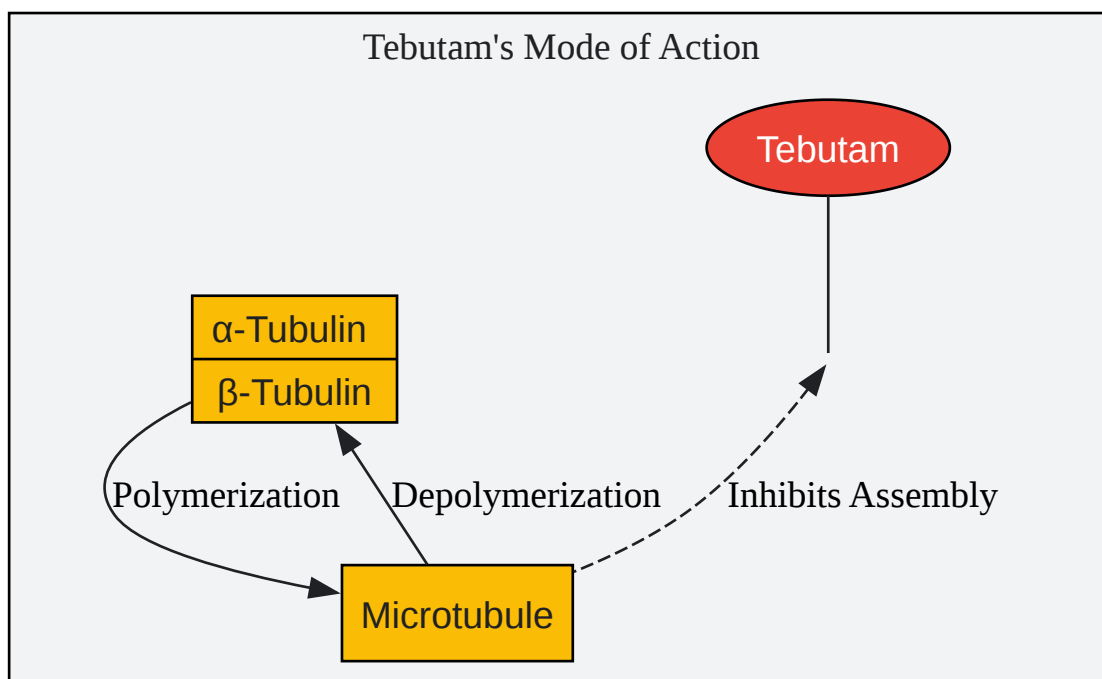 Tebutam's Mode of Action
Tebutam
α-Tubulin
β-Tubulin
Polymerization
Depolymerization
Inhibits Assembly
Microtubule